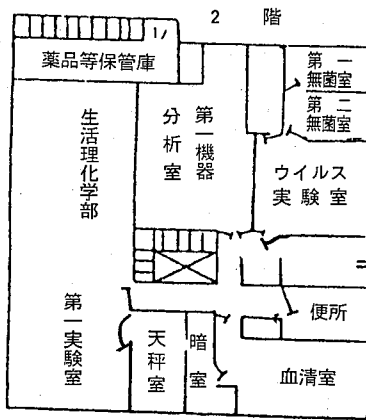 2 階
薬品等保管庫
第一
無菌室
第二
無菌室
生活理化学部
第一機器
分析室
ウイルス
実験室
第一実験室
天秤室
暗室
便所
血清室